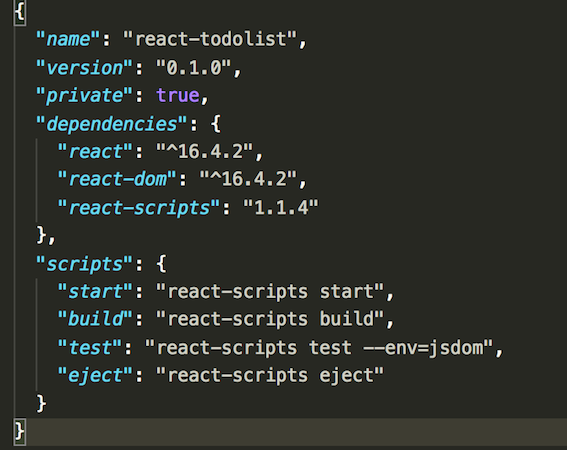 {
"name": "react-todolist",
"version": "0.1.0",
"private": true,
"dependencies": {
"react": "^16.4.2",
"react-dom": "^16.4.2",
"react-scripts": "1.1.4"
},
"scripts": {
"start": "react-scripts start",
"build": "react-scripts build",
"test": "react-scripts test --env=jsdom",
"eject": "react-scripts eject"
}
}